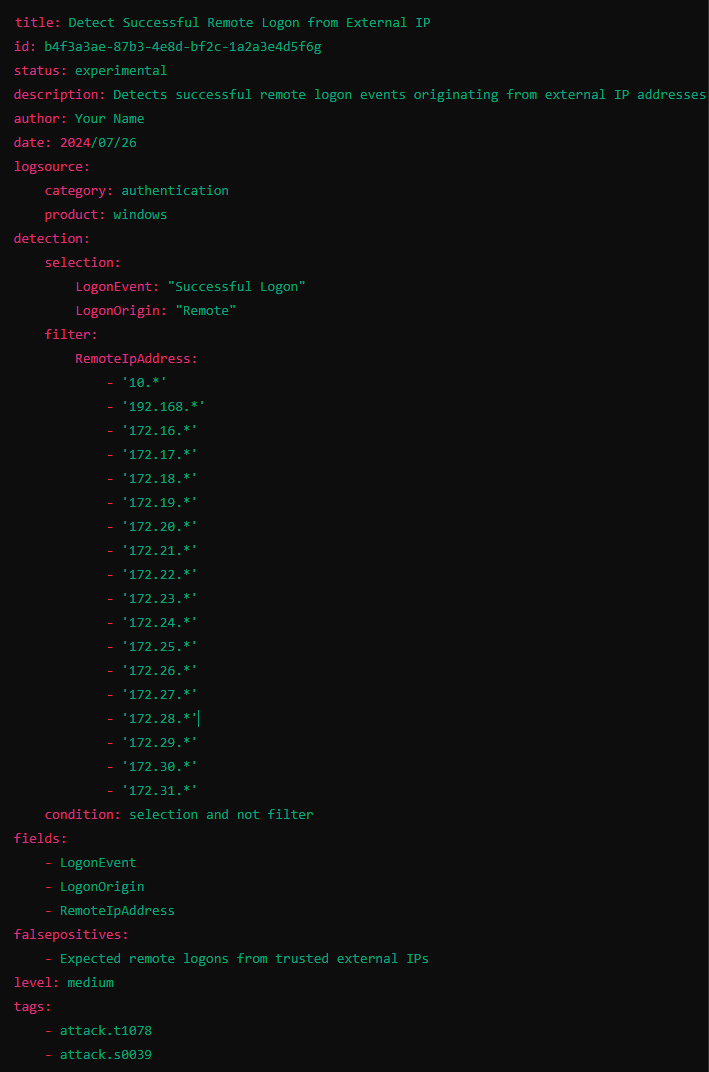 title: Detect Successful Remote Logon from External IP
id: b4f3a3ae-87b3-4e8d-bf2c-1a2a3e4d5f6g
status: experimental
description: Detects successful remote logon events originating from external IP addresses
author: Your Name
date: 2024/07/26
logsource:
    category: authentication
    product: windows
detection:
    selection:
        LogonEvent: "Successful Logon"
        LogonOrigin: "Remote"
    filter:
        RemoteIpAddress:
            - '10.*'
            - '192.168.*'
            - '172.16.*'
            - '172.17.*'
            - '172.18.*'
            - '172.19.*'
            - '172.20.*'
            - '172.21.*'
            - '172.22.*'
            - '172.23.*'
            - '172.24.*'
            - '172.25.*'
            - '172.26.*'
            - '172.27.*'
            - '172.28.*'
            - '172.29.*'
            - '172.30.*'
            - '172.31.*'
    condition: selection and not filter
fields:
    - LogonEvent
    - LogonOrigin
    - RemoteIpAddress
falsepositives:
    - Expected remote logons from trusted external IPs
level: medium
tags:
    - attack.t1078
    - attack.s0039